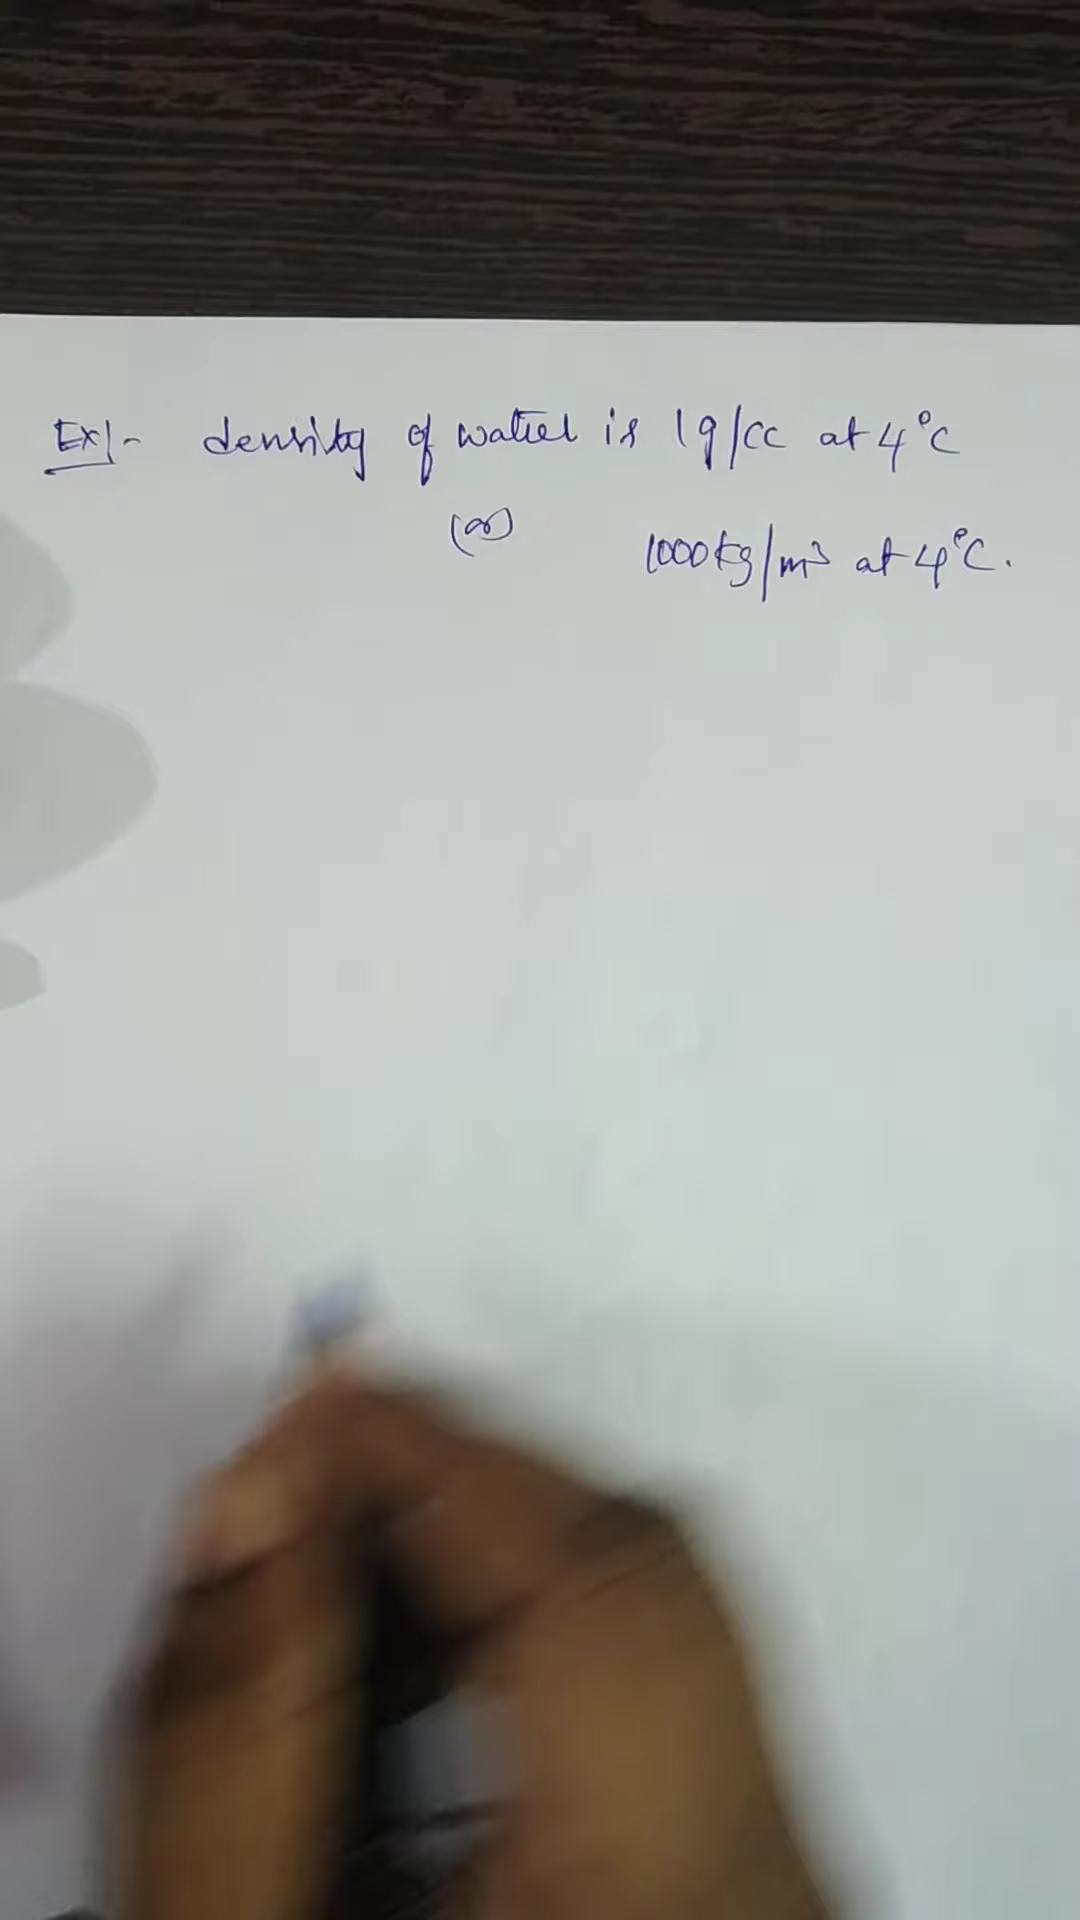 Ex:- density of water is 1g/cc at 4°C
(or)
1000kg/m³ at 4°C.